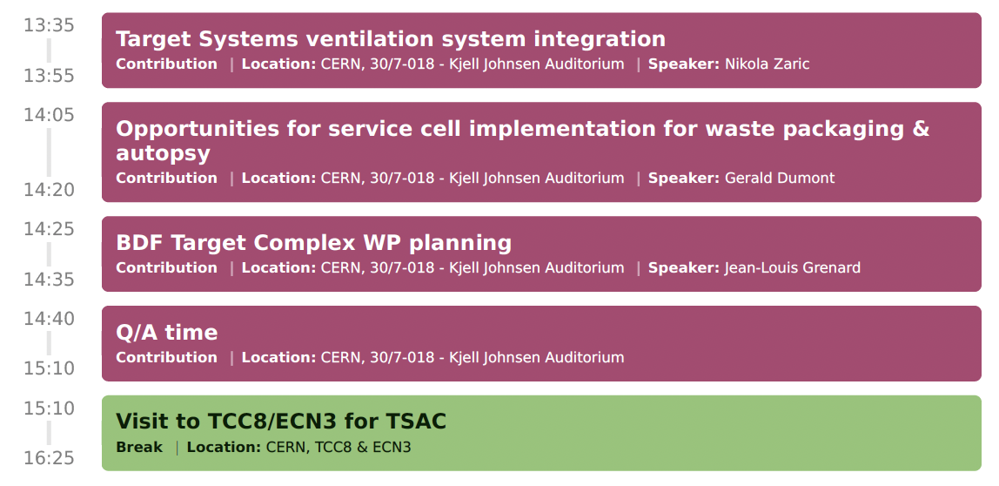 13:35
13:55
Target Systems ventilation system integration
Contribution | Location: CERN, 30/7-018 - Kjell Johnsen Auditorium | Speaker: Nikola Zaric
14:05
14:20
Opportunities for service cell implementation for waste packaging &
autopsy
Contribution | Location: CERN, 30/7-018 - Kjell Johnsen Auditorium | Speaker: Gerald Dumont
14:25
14:35
BDF Target Complex WP planning
Contribution | Location: CERN, 30/7-018 - Kjell Johnsen Auditorium | Speaker: Jean-Louis Grenard
14:40
15:10
Q/A time
Contribution | Location: CERN, 30/7-018 - Kjell Johnsen Auditorium
15:10
16:25
Visit to TCC8/ECN3 for TSAC
Break | Location: CERN, TCC8 & ECN3